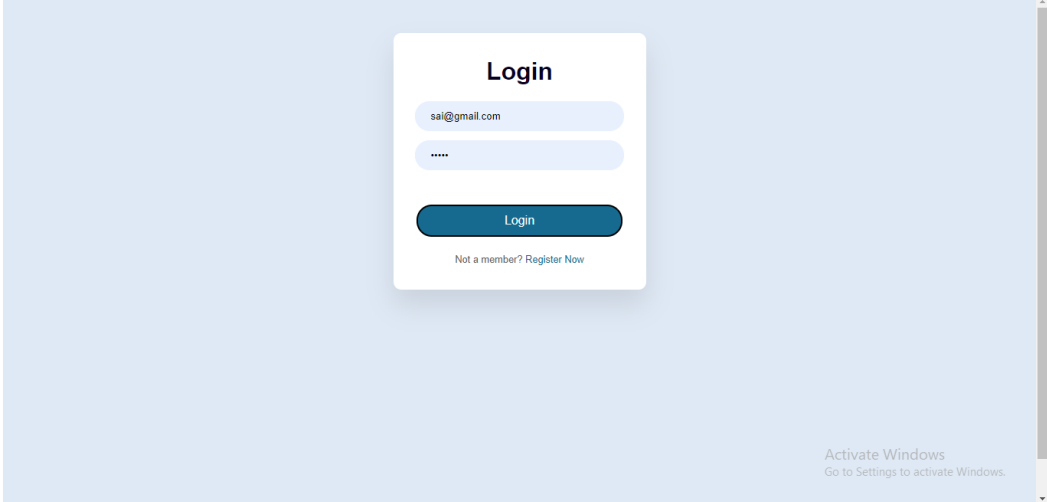 Login
sai@gmail.com
•••••
Login
Not a member? Register Now
Activate Windows
Go to Settings to activate Windows.